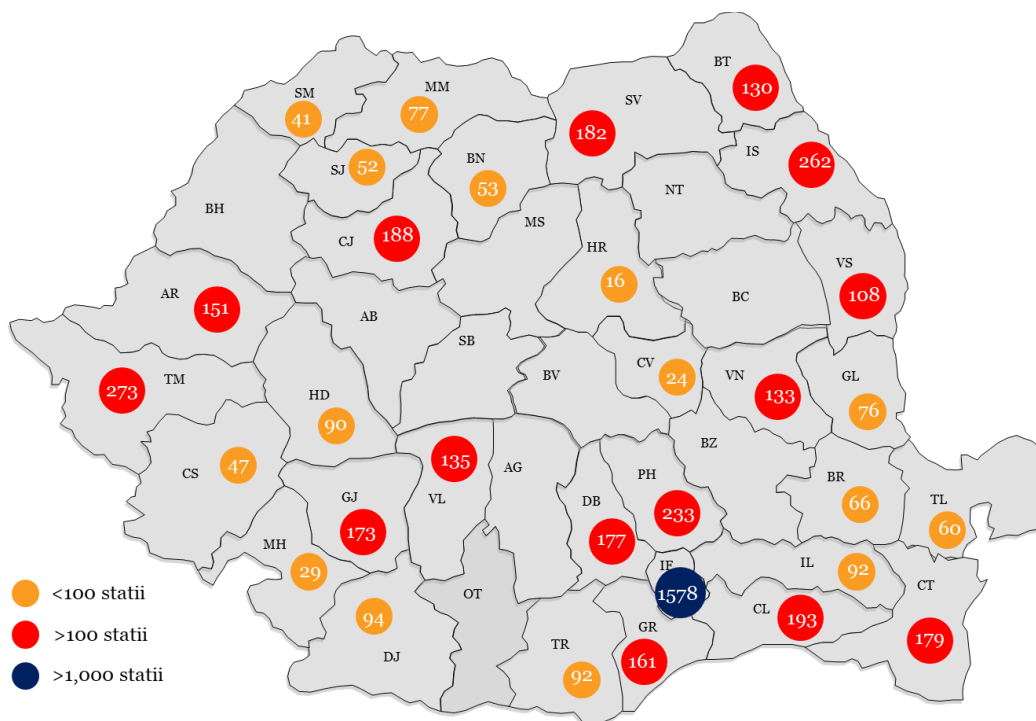 BT
130
MM
77
SM
41
SV
182
IS
262
SJ
52
BN
53
NT
BH
MS
CJ
188
HR
16
VS
108
AR
151
AB
BC
SB
TM
273
BV
CV
24
VN
133
GL
76
HD
90
CS
47
VL
135
AG
BZ
PH
233
GJ
173
DB
177
BR
66
TL
60
MH
29
IF
1578
IL
92
CT
179
OT
CL
193
DJ
94
TR
92
GR
161
<100 statii
>100 statii
>1,000 statii